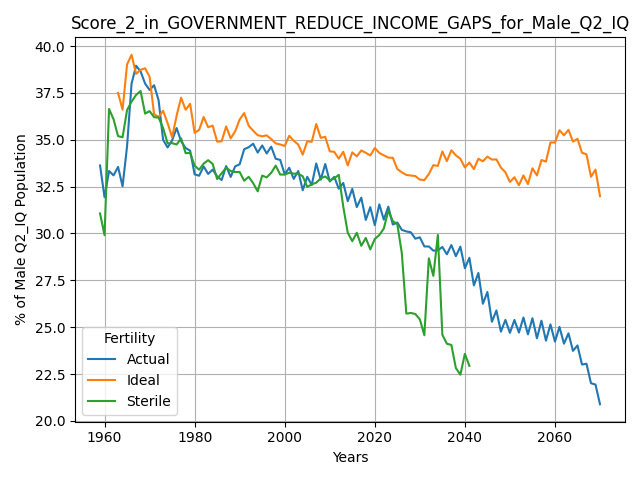 Score_2_in_GOVERNMENT_REDUCE_INCOME_GAPS_for_Male_Q2_IQ
40.0
37.5
35.0
32.5
30.0
27.5
25.0
22.5
20.0
% of Male Q2_IQ Population
Fertility
Actual
Ideal
Sterile
1960 1980 2000 2020 2040 2060
Years